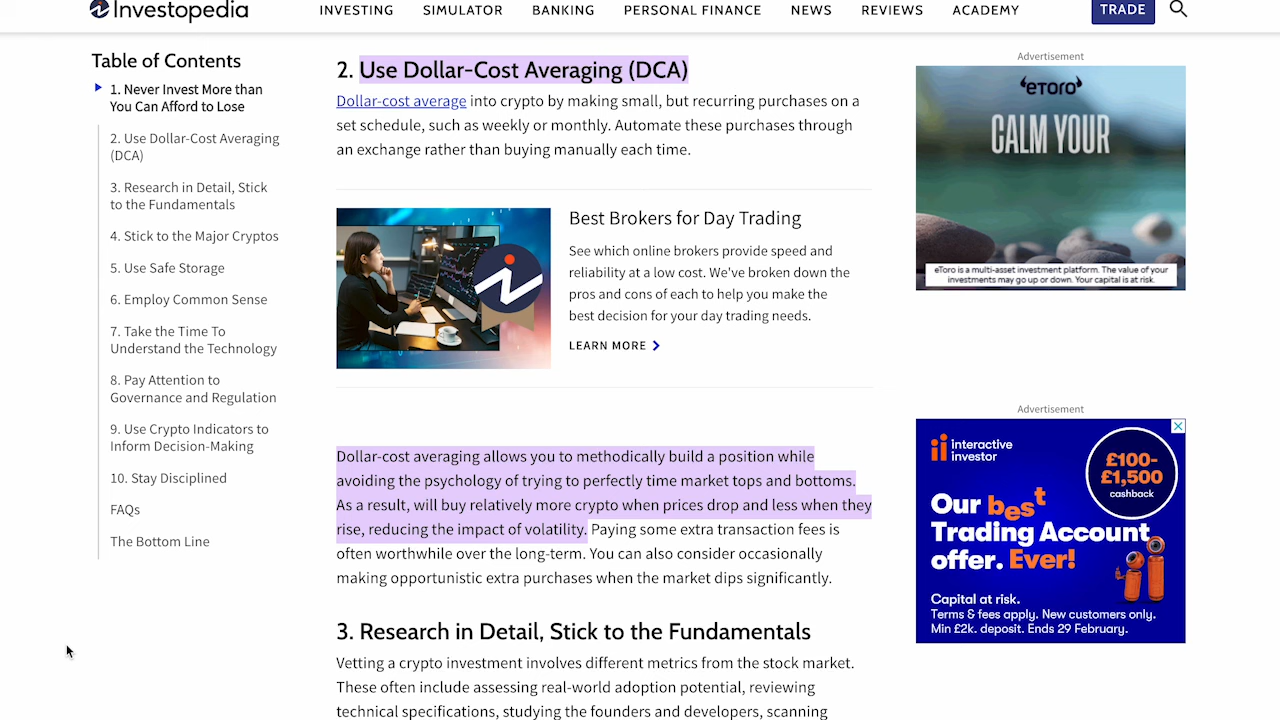 Investopedia
INVESTING SIMULATOR BANKING PERSONAL FINANCE NEWS REVIEWS ACADEMY TRADE
Table of Contents
1. Never Invest More than
You Can Afford to Lose
2. Use Dollar-Cost Averaging
(DCA)
3. Research in Detail, Stick
to the Fundamentals
4. Stick to the Major Cryptos
5. Use Safe Storage
6. Employ Common Sense
7. Take the Time To
Understand the Technology
8. Pay Attention to
Governance and Regulation
9. Use Crypto Indicators to
Inform Decision-Making
10. Stay Disciplined
FAQs
The Bottom Line
2. Use Dollar-Cost Averaging (DCA)
Dollar-cost average into crypto by making small, but recurring purchases on a
set schedule, such as weekly or monthly. Automate these purchases through
an exchange rather than buying manually each time.
Best Brokers for Day Trading
See which online brokers provide speed and
reliability at a low cost. We've broken down the
pros and cons of each to help you make the
best decision for your day trading needs.
LEARN MORE
Dollar-cost averaging allows you to methodically build a position while
avoiding the psychology of trying to perfectly time market tops and bottoms.
As a result, will buy relatively more crypto when prices drop and less when they
rise, reducing the impact of volatility. Paying some extra transaction fees is
often worthwhile over the long-term. You can also consider occasionally
making opportunistic extra purchases when the market dips significantly.
3. Research in Detail, Stick to the Fundamentals
Vetting a crypto investment involves different metrics from the stock market.
These often include assessing real-world adoption potential, reviewing
technical specifications, studying the founders and developers, scanning
Advertisement
eToro
CALM YOUR
eToro is a multi-asset investment platform. The value of your
investments may go up or down. Your capital is at risk.
Advertisement
interactive
investor
£100-
£1,500
cashback
Our best
Trading Account
offer. Ever!
Capital at risk.
Terms & fees apply. New customers only.
Min £2k. deposit. Ends 29 February.